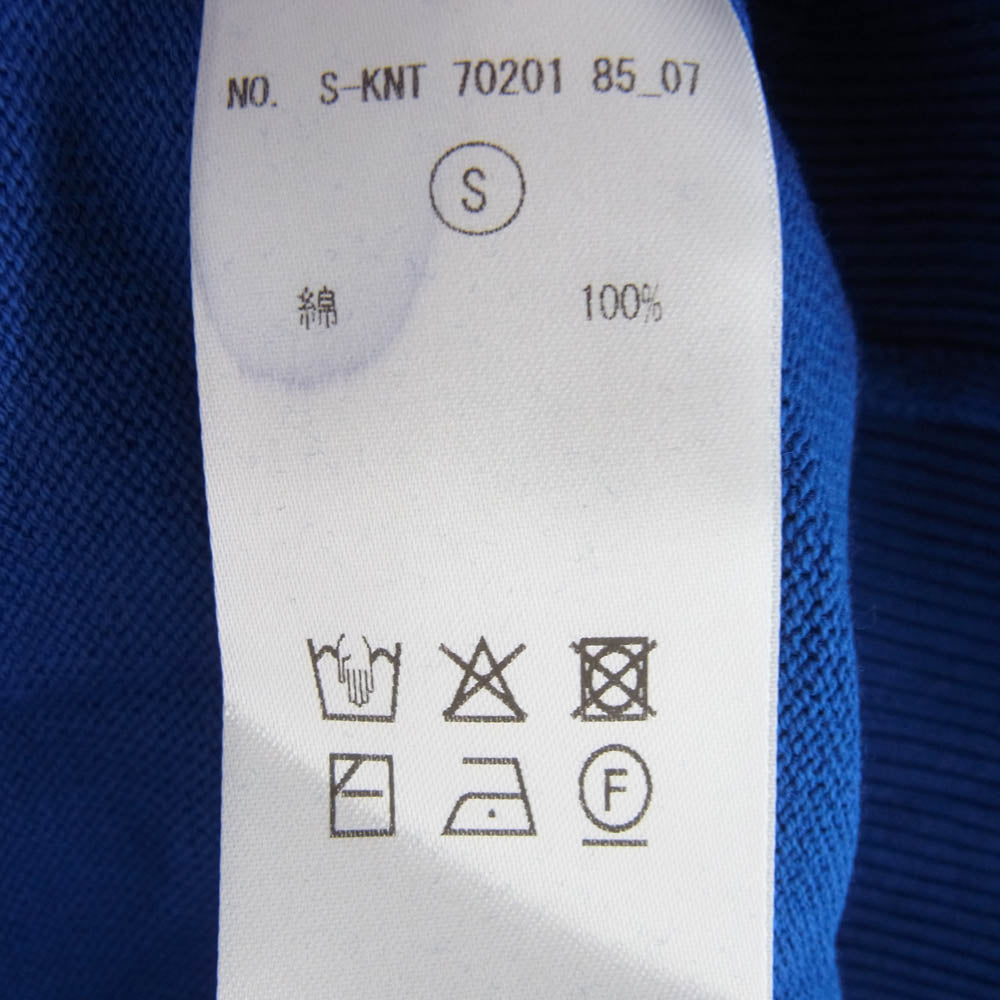 NO. S-KNT 70201 85_07
S
綿 100%
F